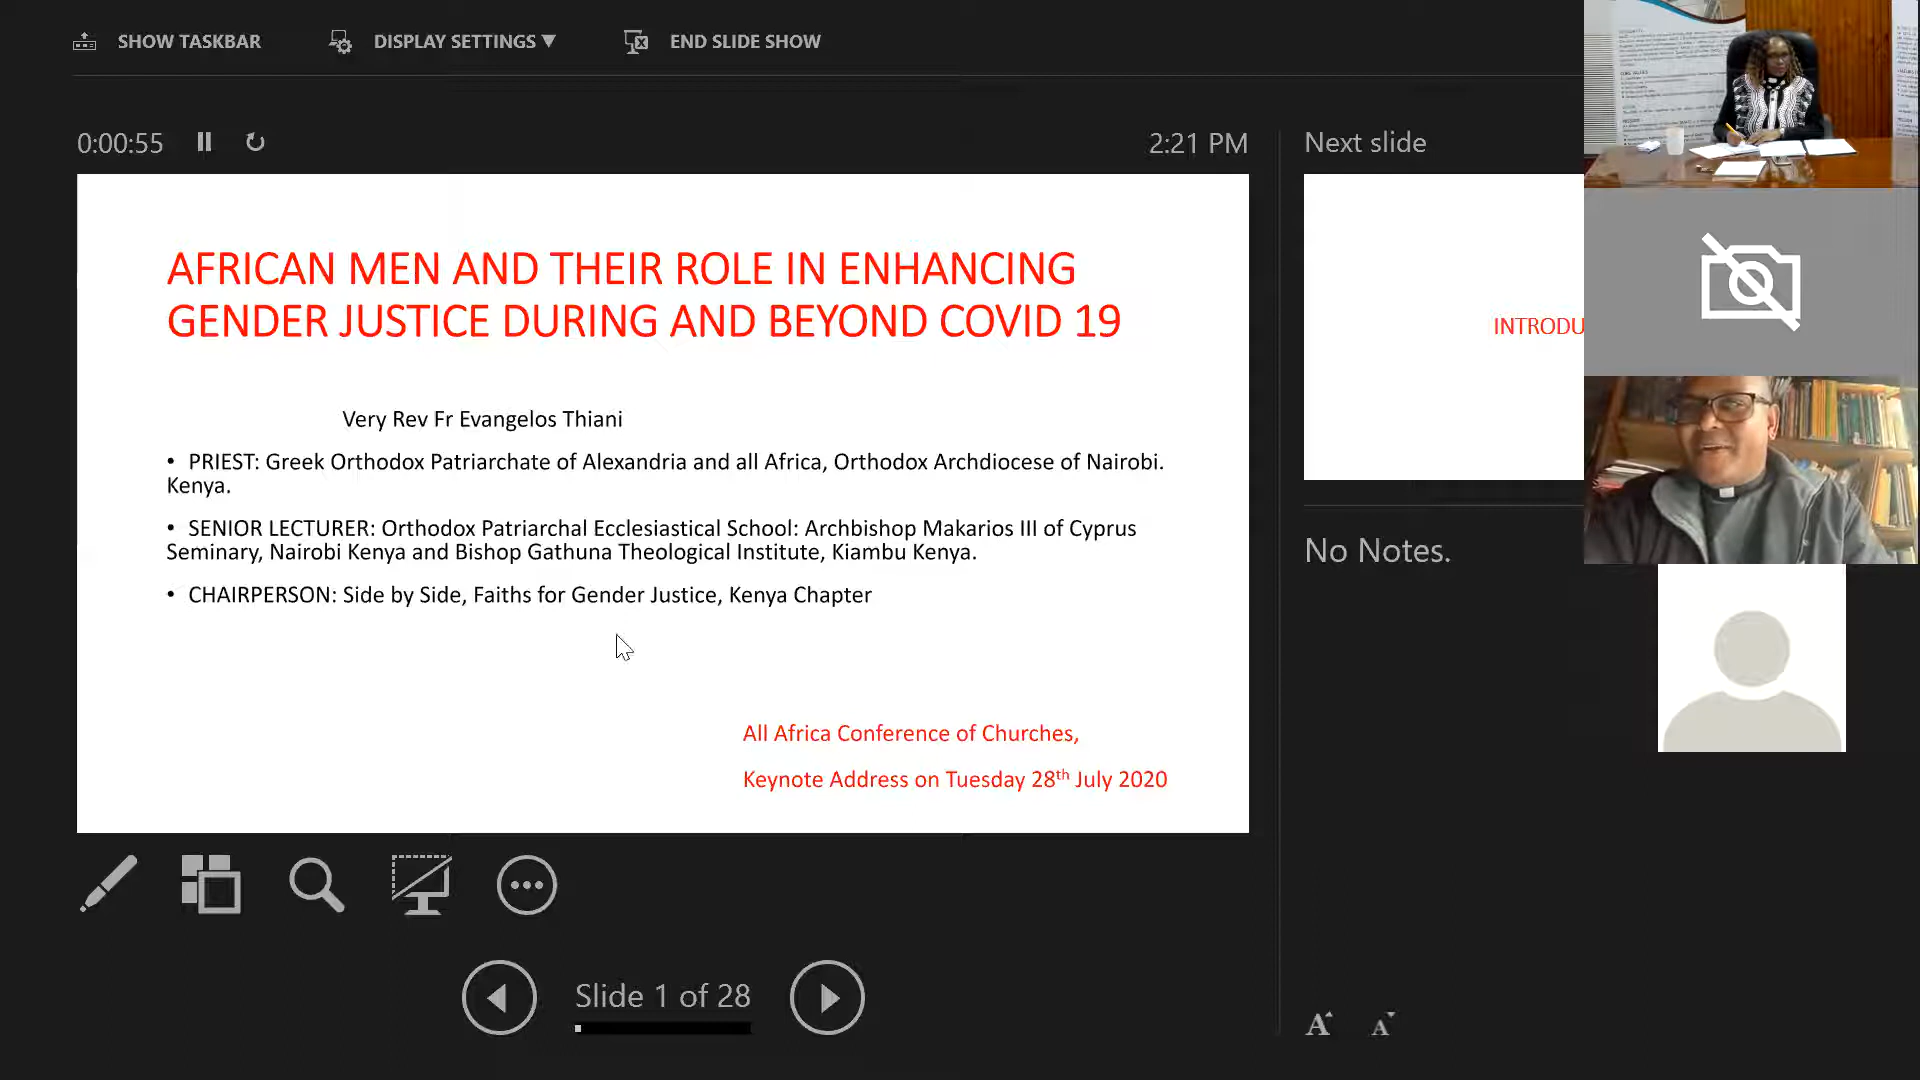 SHOW TASKBAR
DISPLAY SETTINGS ▼
END SLIDE SHOW
0:00:55
2:21 PM
Next slide
AFRICAN MEN AND THEIR ROLE IN ENHANCING
GENDER JUSTICE DURING AND BEYOND COVID 19
Very Rev Fr Evangelos Thiani
• PRIEST: Greek Orthodox Patriarchate of Alexandria and all Africa, Orthodox Archdiocese of Nairobi.
Kenya.
• SENIOR LECTURER: Orthodox Patriarchal Ecclesiastical School: Archbishop Makarios III of Cyprus
Seminary, Nairobi Kenya and Bishop Gathuna Theological Institute, Kiambu Kenya.
• CHAIRPERSON: Side by Side, Faiths for Gender Justice, Kenya Chapter
All Africa Conference of Churches,
Keynote Address on Tuesday 28th July 2020
INTRODU
No Notes.
Slide 1 of 28
A A